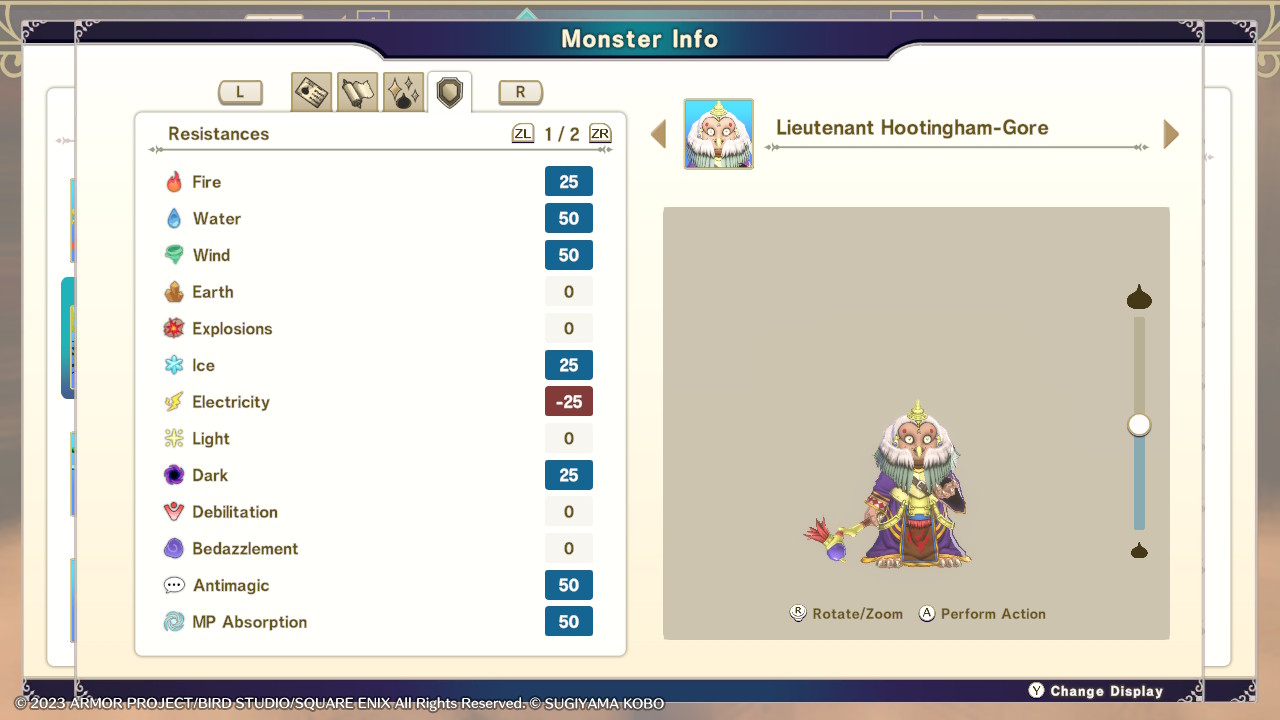 Monster Info
L
R
Resistances
ZL 1 / 2 ZR
Fire 25
Water 50
Wind 50
Earth 0
Explosions 0
Ice 25
Electricity -25
Light 0
Dark 25
Debilitation 0
Bedazzlement 0
Antimagic 50
MP Absorption 50
Lieutenant Hootingham-Gore
R Rotate/Zoom A Perform Action
Y Change Display
© 2023 ARMOR PROJECT/BIRD STUDIO/SQUARE ENIX All Rights Reserved. © SUGIYAMA KOBO